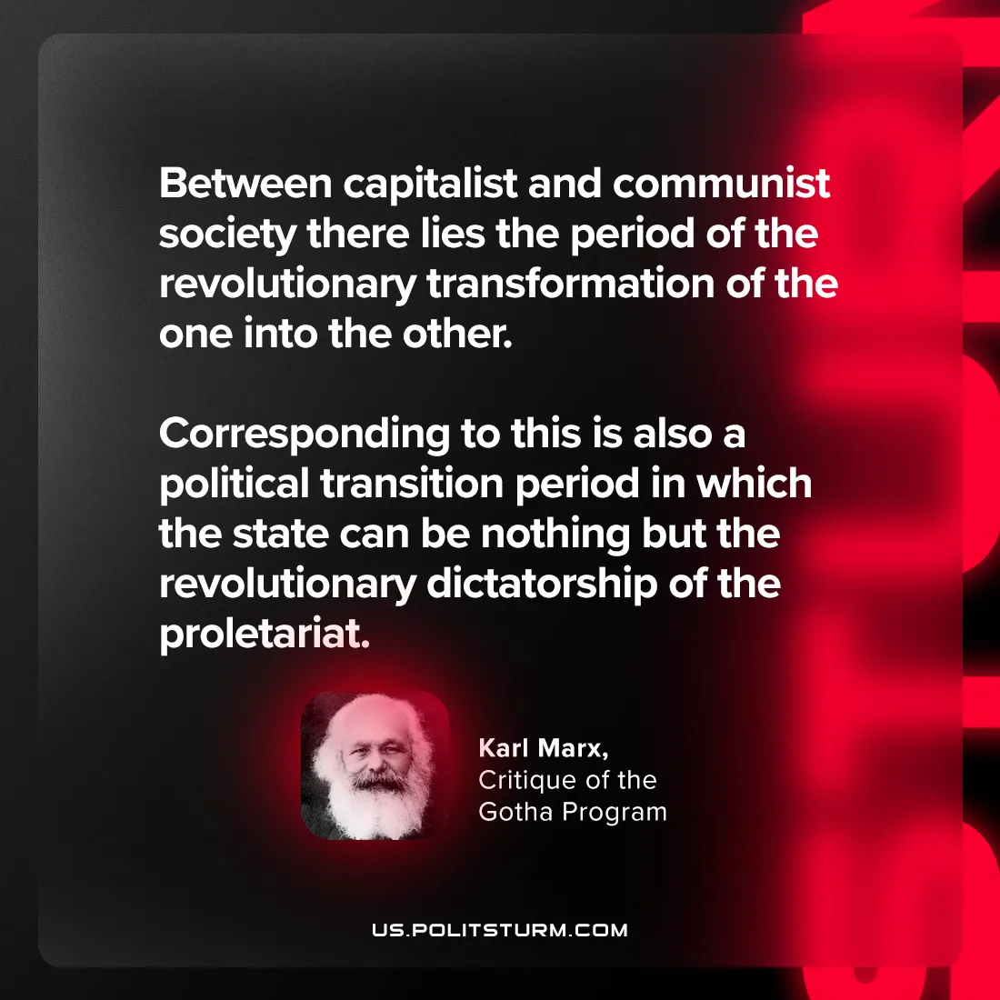 Between capitalist and communist
society there lies the period of the
revolutionary transformation of the
one into the other.
Corresponding to this is also a
political transition period in which
the state can be nothing but the
revolutionary dictatorship of the
proletariat.
Karl Marx,
Critique of the
Gotha Program
US.POLITSTURM.COM